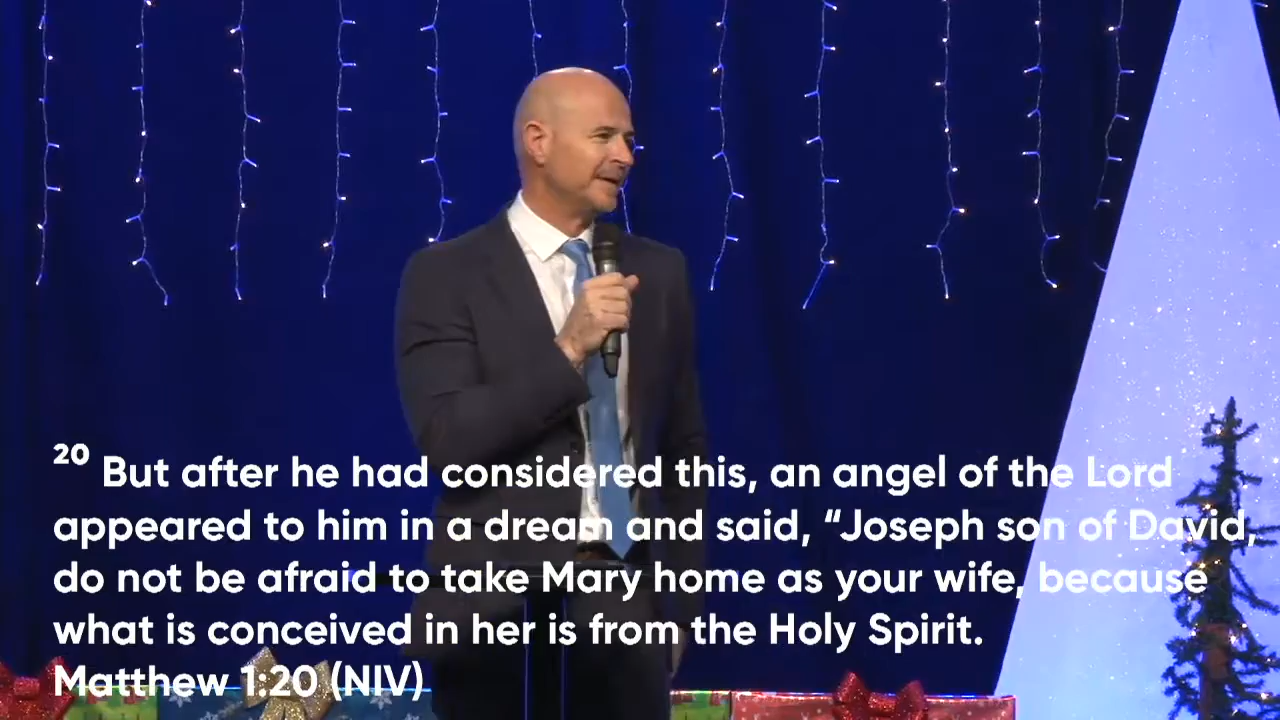 20 But after he had considered this, an angel of the Lord
appeared to him in a dream and said, “Joseph son of David,
do not be afraid to take Mary home as your wife, because
what is conceived in her is from the Holy Spirit.
Matthew 1:20 (NIV)